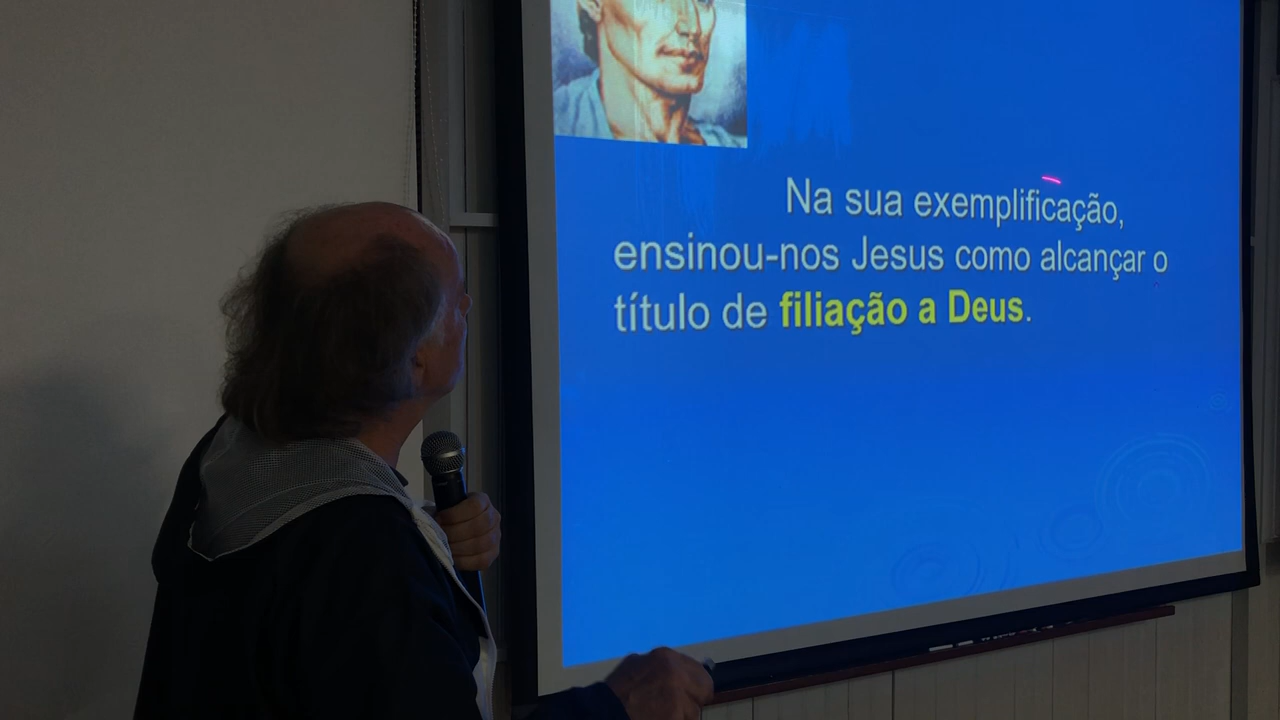 Na sua exemplificação,
ensinou-nos Jesus como alcançar o
título de filiação a Deus.